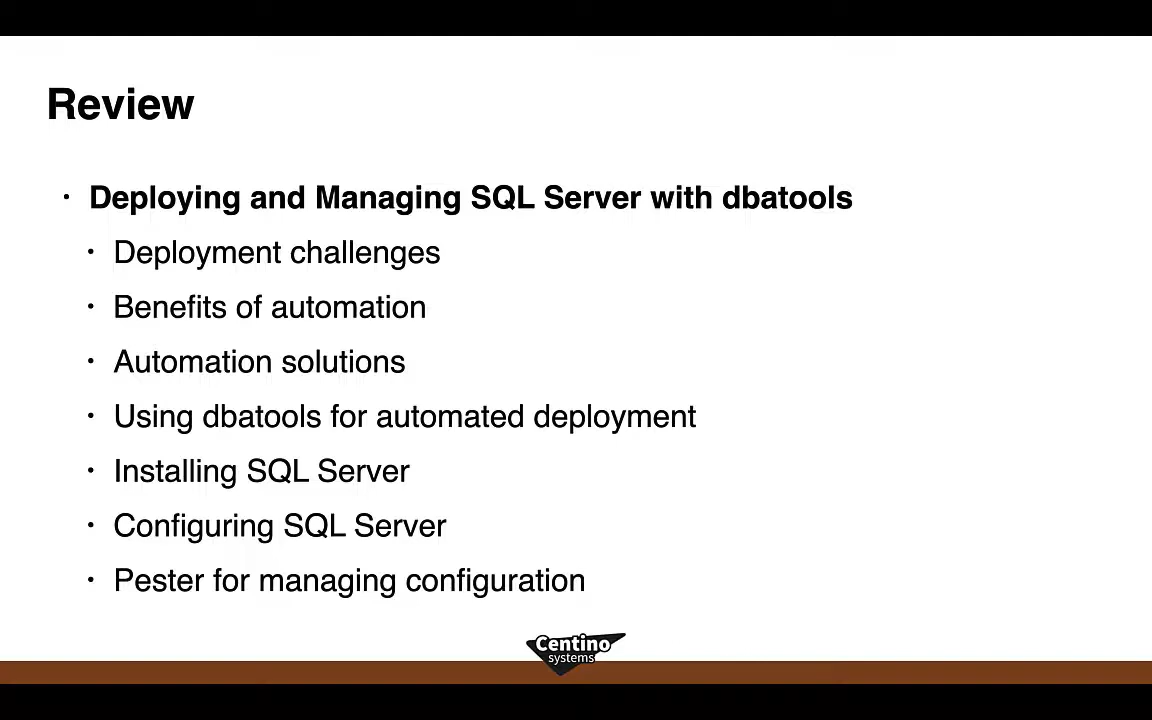 Review
• Deploying and Managing SQL Server with dbatools
• Deployment challenges
• Benefits of automation
• Automation solutions
• Using dbatools for automated deployment
• Installing SQL Server
• Configuring SQL Server
• Pester for managing configuration
Centino
systems